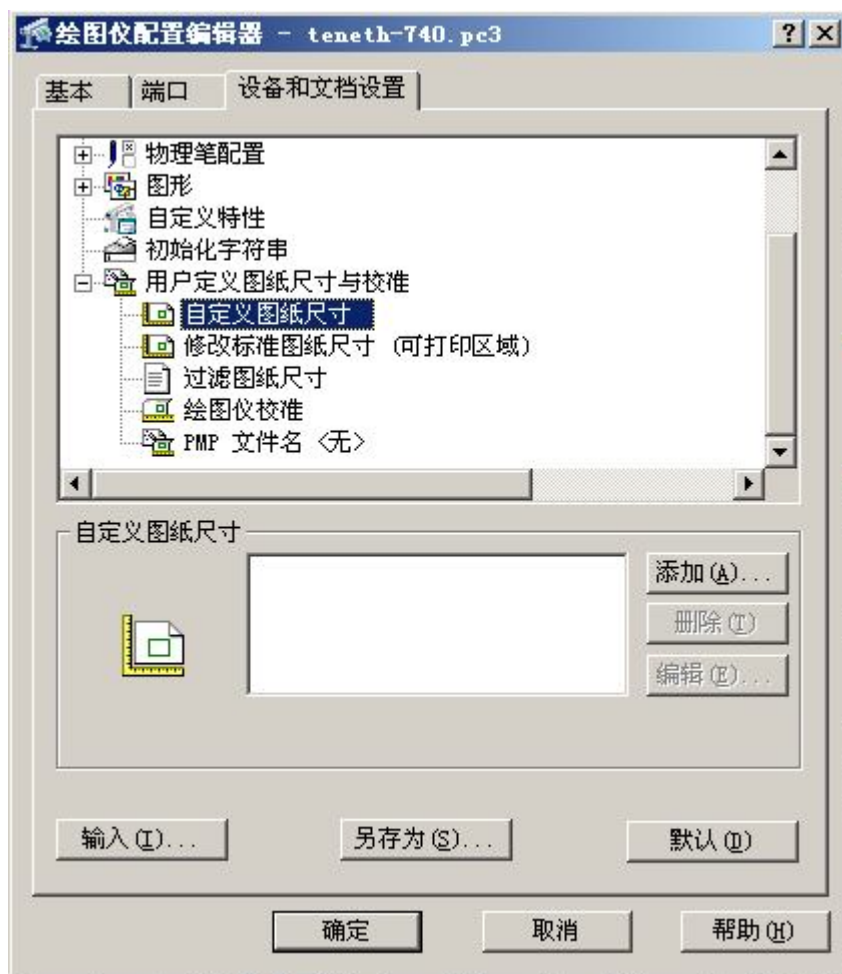 绘图仪配置编辑器 - teneth-740.pc3
基本 端口 设备和文档设置
物理笔配置
图形
自定义特性
初始化字符串
用户定义图纸尺寸与校准
自定义图纸尺寸
修改标准图纸尺寸 (可打印区域)
过滤图纸尺寸
绘图仪校准
PMP 文件名 <无>
自定义图纸尺寸
添加(A)...
删除(T)
编辑(E)...
输入(I)... 另存为(S)... 默认(D)
确定 取消 帮助(H)